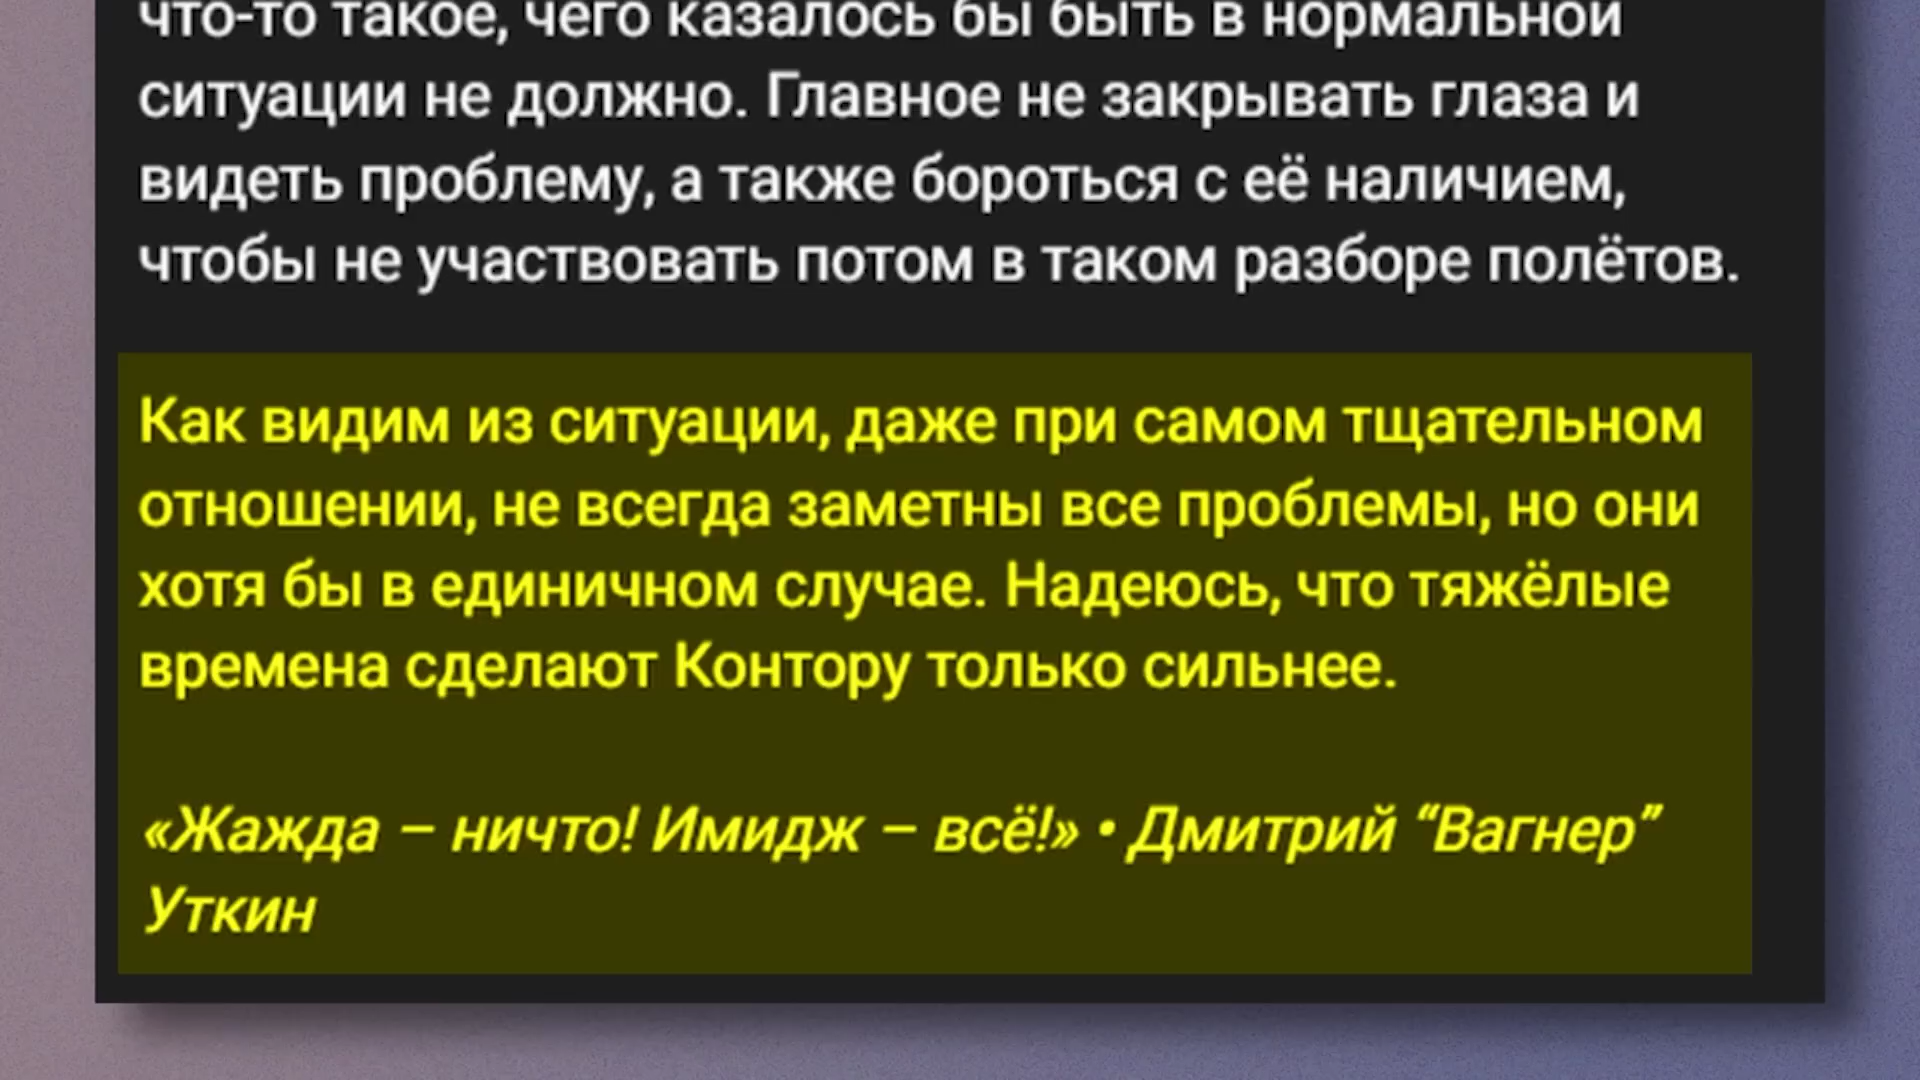 что-то такое, чего казалось бы быть в нормальной
ситуации не должно. Главное не закрывать глаза и
видеть проблему, а также бороться с её наличием,
чтобы не участвовать потом в таком разборе полётов.
Как видим из ситуации, даже при самом тщательном
отношении, не всегда заметны все проблемы, но они
хотя бы в единичном случае. Надеюсь, что тяжёлые
времена сделают Контору только сильнее.
«Жажда – ничто! Имидж – всё!» • Дмитрий “Вагнер”
Уткин